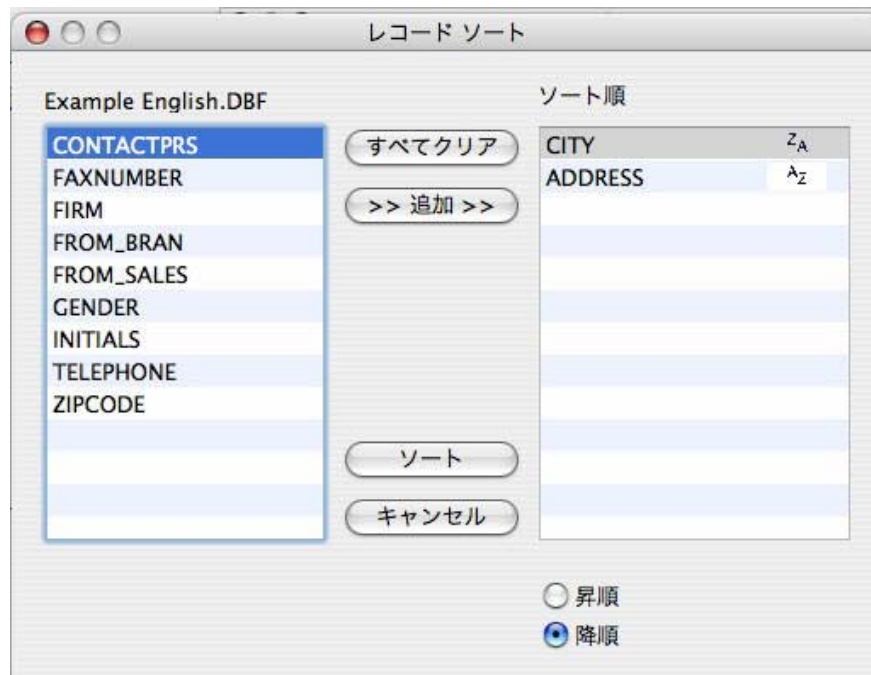 レコード ソート
Example English.DBF
CONTACTPRS
FAXNUMBER
FIRM
FROM_BRAN
FROM_SALES
GENDER
INITIALS
TELEPHONE
ZIPCODE
すべてクリア
>> 追加 >>
ソート
キャンセル
ソート順
CITY ZA
ADDRESS AZ
昇順
降順